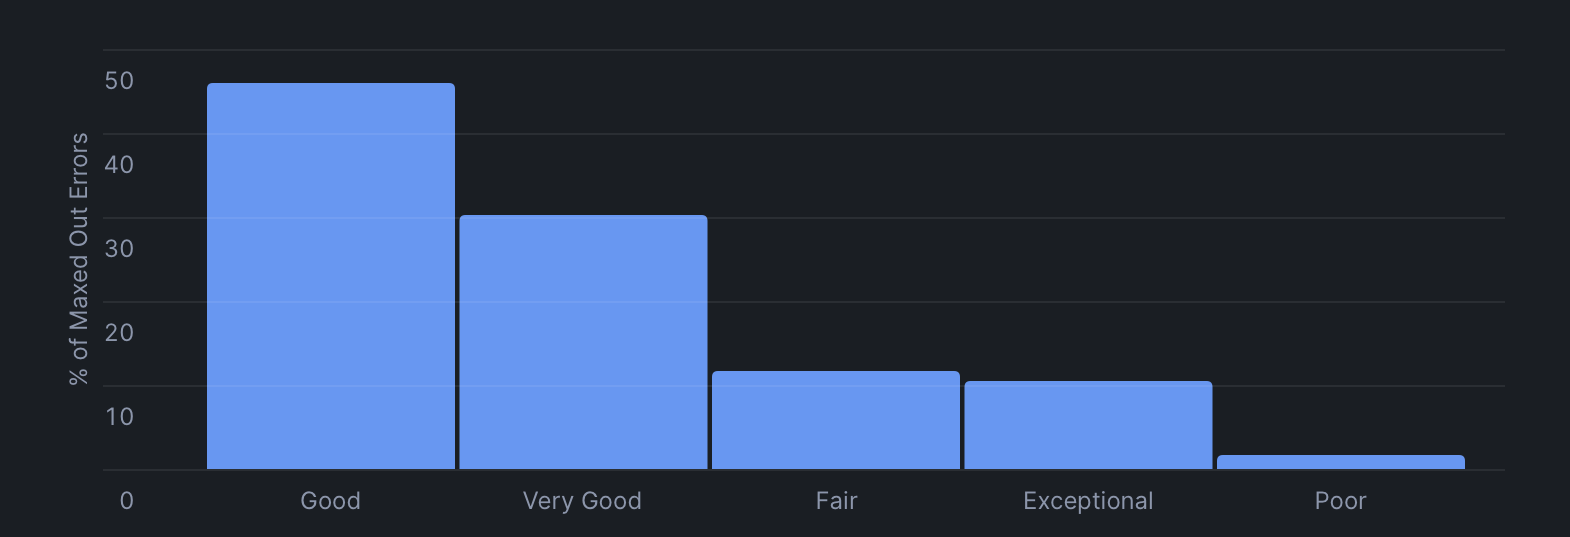 % of Maxed Out Errors
50
40
30
20
10
0
Good
Very Good
Fair
Exceptional
Poor